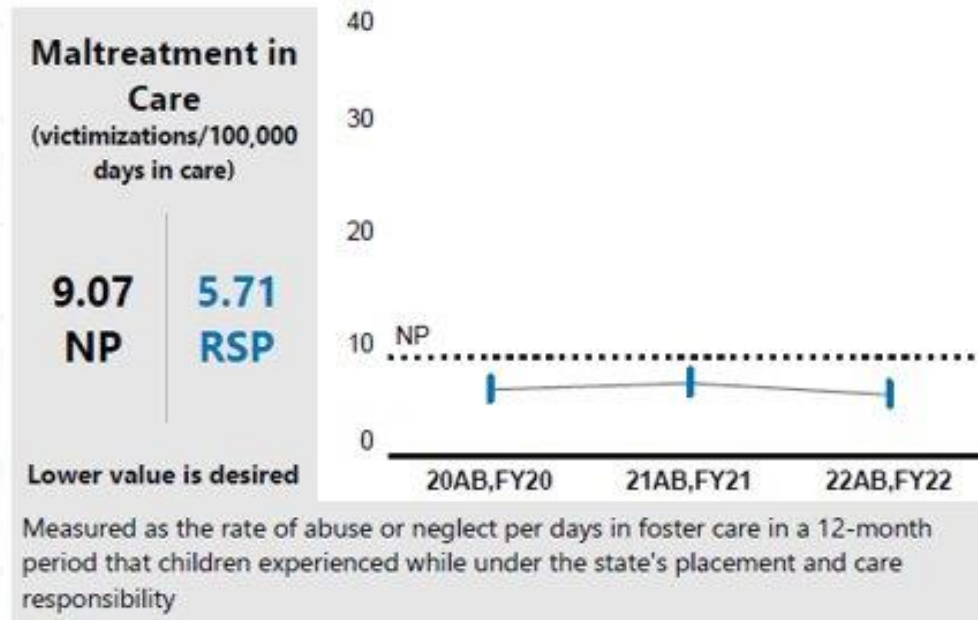 Maltreatment in
Care
(victimizations/100,000
days in care)
9.07
NP
5.71
RSP
Lower value is desired
40
30
20
10
0
NP
20AB,FY20
21AB,FY21
22AB,FY22
Measured as the rate of abuse or neglect per days in foster care in a 12-month
period that children experienced while under the state's placement and care
responsibility